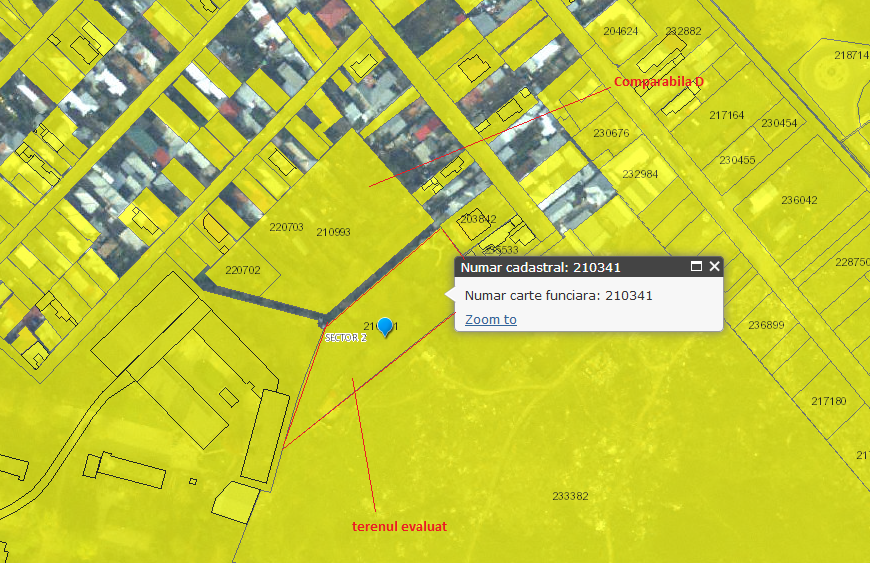 204624
232882
218714
Comparabila D
217164
230454
230676
230455
232984
236042
203842
220703
210993
228750
220702
Numar cadastral: 210341
Numar carte funciara: 210341
Zoom to
SECTOR 2
236899
217180
233382
terenul evaluat